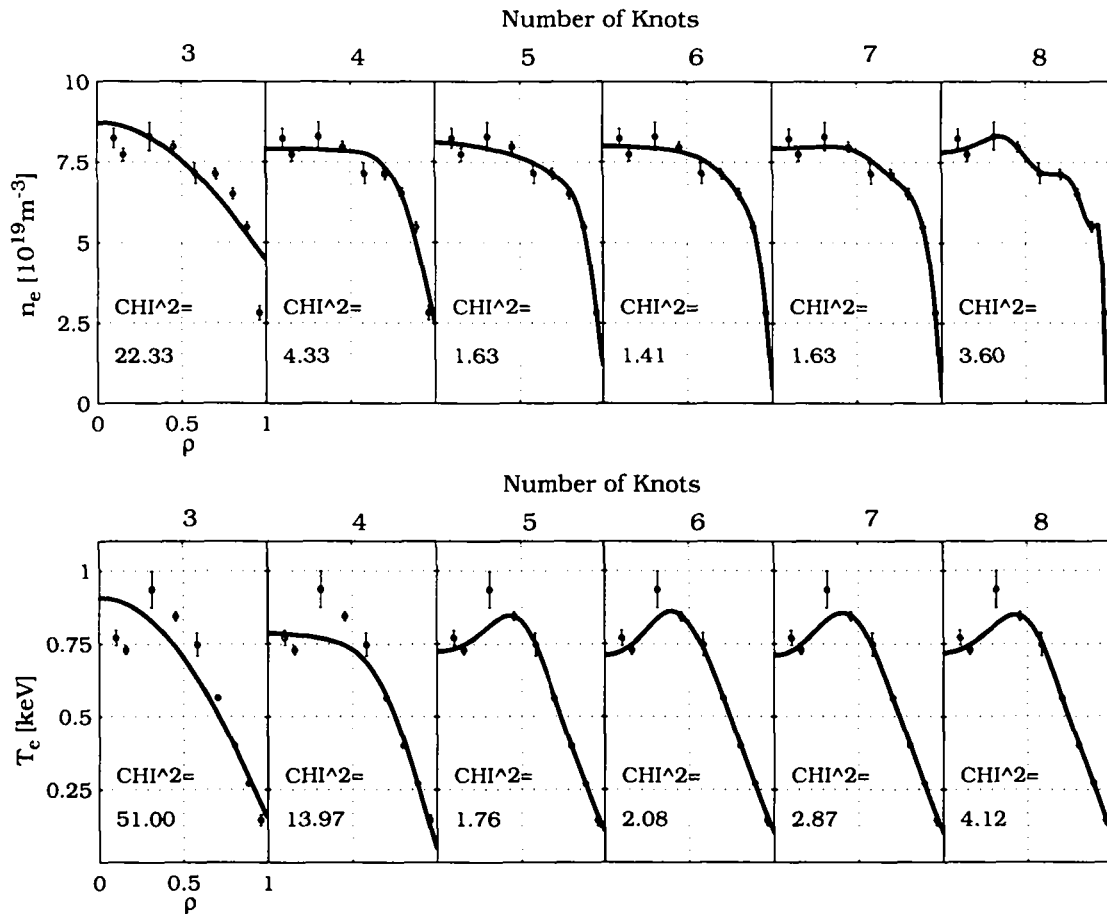 Number of Knots
3 4 5 6 7 8
10
7.5
5
2.5
0
n_e [10^19 m^-3]
CHI^2= CHI^2= CHI^2= CHI^2= CHI^2= CHI^2=
22.33 4.33 1.63 1.41 1.63 3.60
0 0.5 1
ρ
Number of Knots
3 4 5 6 7 8
1
0.75
0.5
0.25
T_e [keV]
CHI^2= CHI^2= CHI^2= CHI^2= CHI^2= CHI^2=
51.00 13.97 1.76 2.08 2.87 4.12
0 0.5 1
ρ